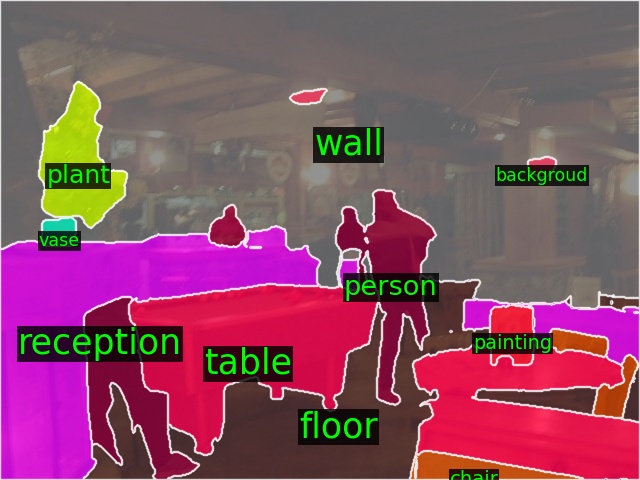 wall
plant
backgroud
vase
person
reception
painting
table
floor
chair